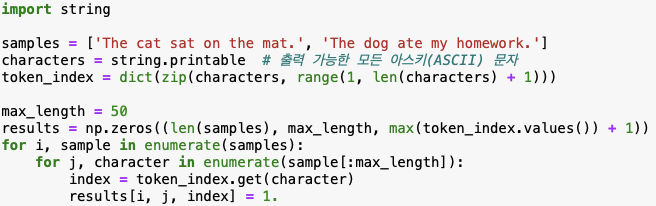 import string
samples = ['The cat sat on the mat.', 'The dog ate my homework.']
characters = string.printable  # 출력 가능한 모든 아스키(ASCII) 문자
token_index = dict(zip(characters, range(1, len(characters) + 1)))
max_length = 50
results = np.zeros((len(samples), max_length, max(token_index.values()) + 1))
for i, sample in enumerate(samples):
    for j, character in enumerate(sample[:max_length]):
        index = token_index.get(character)
        results[i, j, index] = 1.